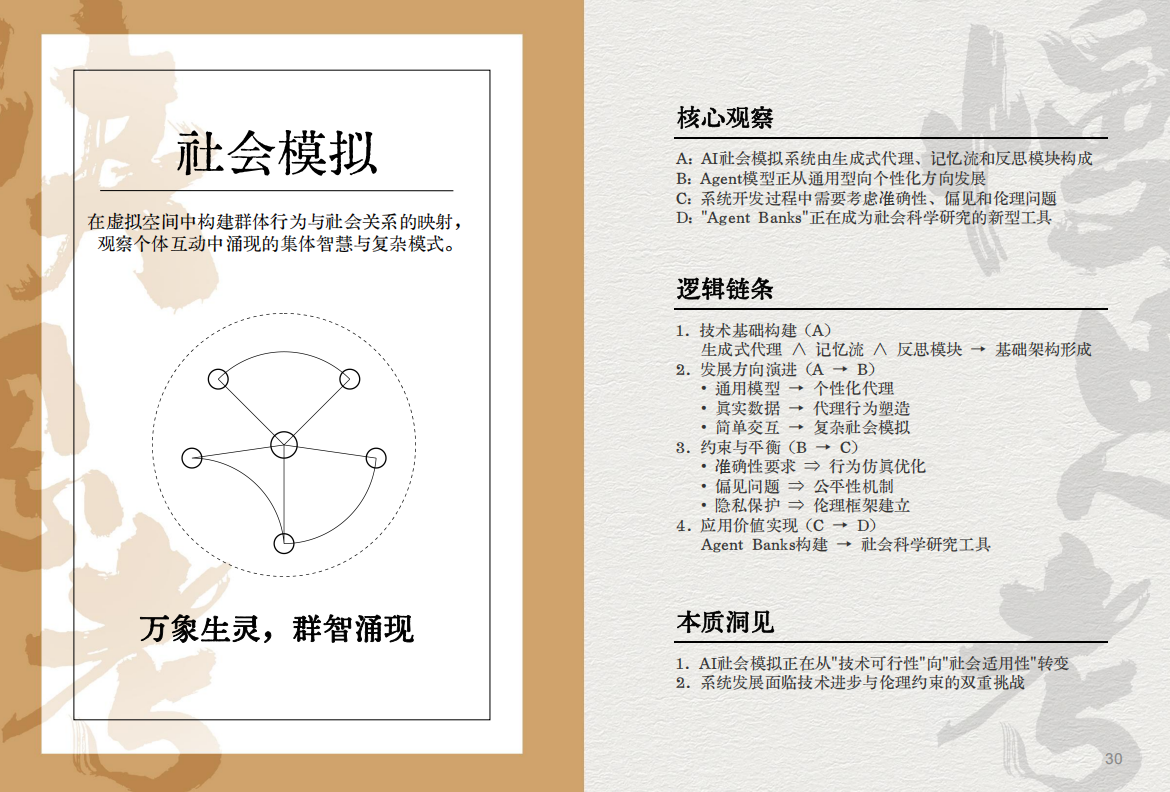 社会模拟
在虚拟空间中构建群体行为与社会关系的映射，
观察个体互动中涌现的集体智慧与复杂模式。
万象生灵，群智涌现
核心观察
A：AI社会模拟系统由生成式代理、记忆流和反思模块构成
B：Agent模型正从通用型向个性化方向发展
C：系统开发过程中需要考虑准确性、偏见和伦理问题
D："Agent Banks"正在成为社会科学研究的新型工具
逻辑链条
1. 技术基础构建（A）
生成式代理 ∧ 记忆流 ∧ 反思模块 → 基础架构形成
2. 发展方向演进（A → B）
• 通用模型 → 个性化代理
• 真实数据 → 代理行为塑造
• 简单交互 → 复杂社会模拟
3. 约束与平衡（B → C）
• 准确性要求 ⇒ 行为仿真优化
• 偏见问题 ⇒ 公平性机制
• 隐私保护 ⇒ 伦理框架建立
4. 应用价值实现（C → D）
Agent Banks构建 → 社会科学研究工具
本质洞见
1. AI社会模拟正在从"技术可行性"向"社会适用性"转变
2. 系统发展面临技术进步与伦理约束的双重挑战
30